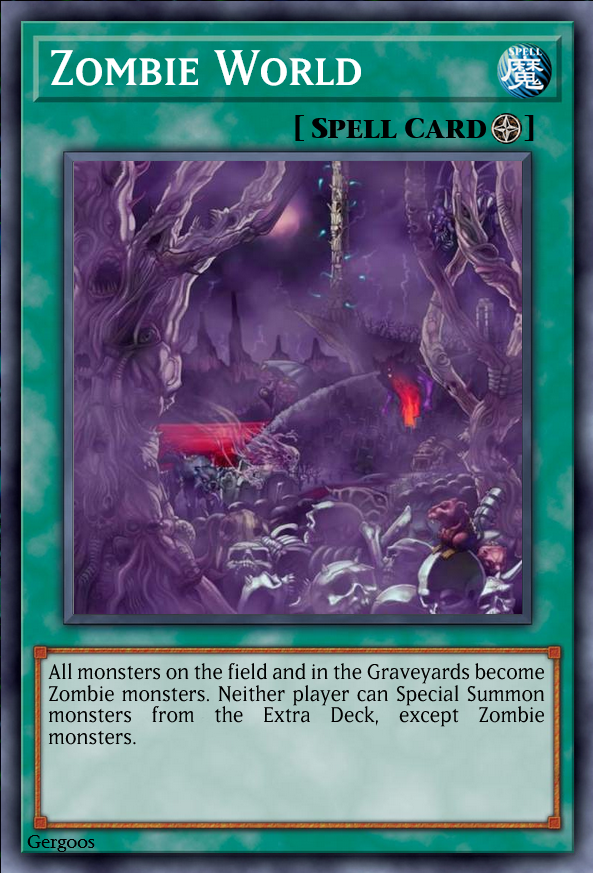 Zombie World
SPELL
魔
[ Spell Card ]
All monsters on the field and in the Graveyards become
Zombie monsters. Neither player can Special Summon
monsters from the Extra Deck, except Zombie
monsters.
Gergoos